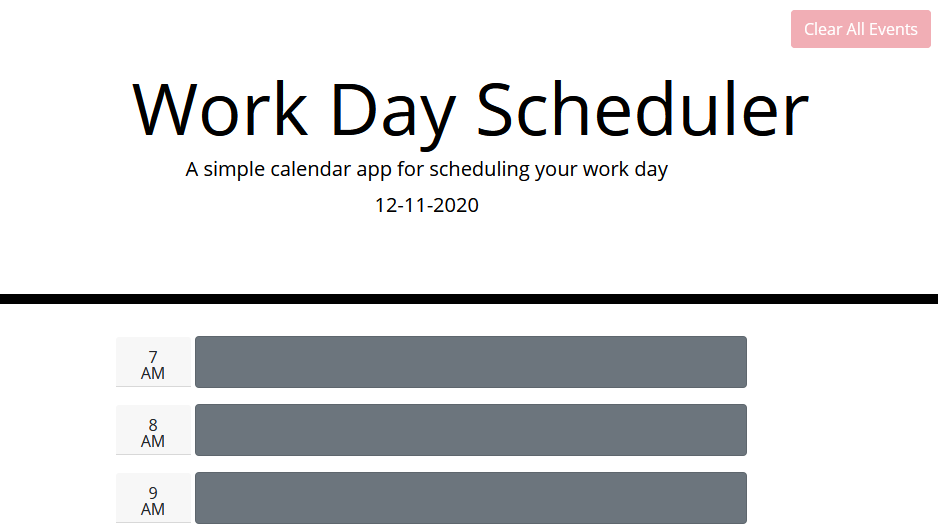 Clear All Events
Work Day Scheduler
A simple calendar app for scheduling your work day
12-11-2020
7
AM
8
AM
9
AM